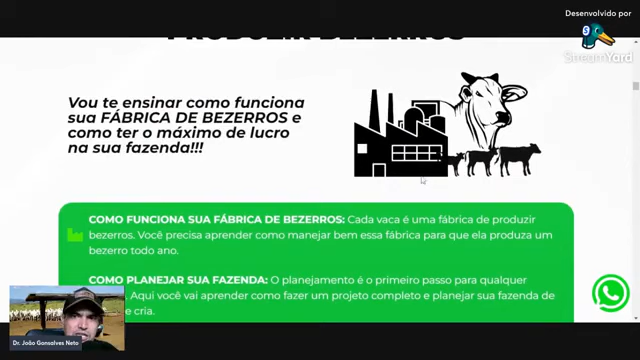 Desenvolvido por
StreamYard
PRODUZIR BEZERROS
Vou te ensinar como funciona
sua FÁBRICA DE BEZERROS e
como ter o máximo de lucro
na sua fazenda!!!
COMO FUNCIONA SUA FÁBRICA DE BEZERROS: Cada vaca é uma fábrica de produzir
bezerros. Você precisa aprender como manejar bem essa fábrica para que ela produza um
bezerro todo ano.
COMO PLANEJAR SUA FAZENDA: O planejamento é o primeiro passo para qualquer
Aqui você vai aprender como fazer um projeto completo e planejar sua fazenda de
e cria.
Dr. João Gonsalves Neto